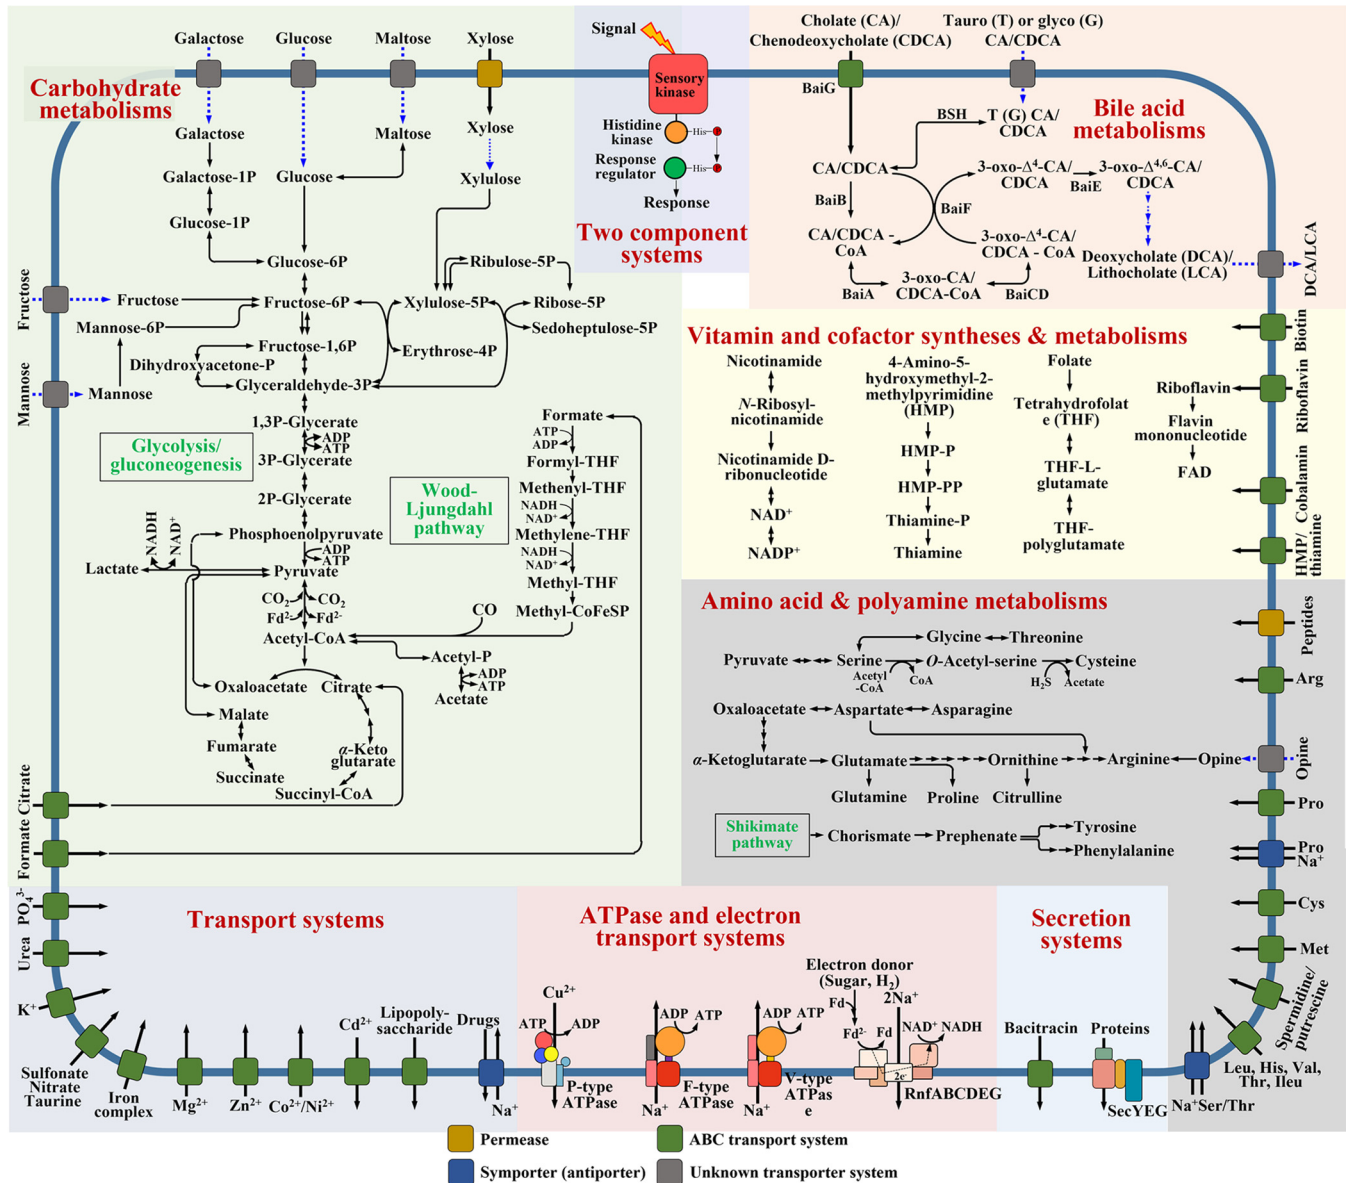 Galactose
Glucose
Maltose
Xylose
Signal
Cholate (CA)/
Chenodeoxycholate (CDCA)
Tauro (T) or glyco (G)
CA/CDCA
Carbohydrate
metabolisms
Galactose
Maltose
Xylose
Galactose-1P
Glucose
Xylulose
Glucose-1P
Glucose-6P
Ribulose-5P
Fructose
Fructose
Fructose-6P
Xylulose-5P
Ribose-5P
Mannose-6P
Sedoheptulose-5P
Fructose-1,6P
Erythrose-4P
Dihydroxyacetone-P
Glyceraldehyde-3P
Mannose
Mannose
1,3P-Glycerate
ADP
ATP
Glycolysis/
gluconeogenesis
3P-Glycerate
2P-Glycerate
Phosphoenolpyruvate
ADP
ATP
NADH
NAD+
Lactate
Pyruvate
CO2
CO2
Fd2-
Fd2-
Acetyl-CoA
Formate
ATP
ADP
Formyl-THF
Wood-
Ljungdahl
pathway
Methenyl-THF
NADH
NAD+
Methylene-THF
NADH
NAD+
Methyl-THF
CO
Methyl-CoFeSP
Acetyl-P
ADP
ATP
Acetate
Oxaloacetate
Citrate
Malate
Fumarate
Succinate
α-Keto
glutarate
Succinyl-CoA
Citrate
Formate
Sensory
kinase
Histidine
kinase
His
P
Response
regulator
His
P
Response
Two component
systems
BaiG
Bile acid
metabolisms
BSH
T (G) CA/
CDCA
CA/CDCA
3-oxo-Δ4-CA/
CDCA
BaiE
3-oxo-Δ4,6-CA/
CDCA
BaiB
BaiF
CA/CDCA -
CoA
3-oxo-Δ4-CA/
CDCA - CoA
Deoxycholate (DCA)/
Lithocholate (LCA)
DCA/LCA
BaiA
3-oxo-CA/
CDCA-CoA
BaiCD
Vitamin and cofactor syntheses & metabolisms
Nicotinamide
N-Ribosyl-
nicotinamide
Nicotinamide D-
ribonucleotide
NAD+
NADP+
4-Amino-5-
hydroxymethyl-2-
methylpyrimidine
(HMP)
HMP-P
HMP-PP
Thiamine-P
Thiamine
Folate
Tetrahydrofolat
e (THF)
THF-L-
glutamate
THF-
polyglutamate
Riboflavin
Flavin
mononucleotide
FAD
Biotin
Riboflavin
Cobalamin
HMP/
thiamine
Amino acid & polyamine metabolisms
Peptides
Glycine
Threonine
Pyruvate
Serine
O-Acetyl-serine
Cysteine
Acetyl
-CoA
CoA
H2S
Acetate
Arg
Oxaloacetate
Aspartate
Asparagine
α-Ketoglutarate
Glutamate
Ornithine
Arginine
Opine
Opine
Glutamine
Proline
Citrulline
Pro
Shikimate
pathway
Chorismate
Prephenate
Tyrosine
Phenylalanine
Pro
Na+
Cys
Met
Spermidine/
putrescine
Leu, His, Val,
Thr, Ileu
Na+
Ser/Thr
PO43-
Urea
K+
Transport systems
Sulfonate
Nitrate
Taurine
Iron
complex
Mg2+
Zn2+
Co2+/Ni2+
Cd2+
Lipopoly-
saccharide
Drugs
Na+
ATPase and electron
transport systems
Cu2+
ATP
ADP
P-type
ATPase
ADP
ATP
Na+
F-type
ATPase
ADP
ATP
Na+
V-type
ATPas
e
Electron donor
(Sugar, H2)
Fd
Fd2-
Fd
2Na+
NAD+
NADH
2e-
RnfABCDEG
Secretion
systems
Bacitracin
Proteins
SecYEG
Permease
ABC transport system
Symporter (antiporter)
Unknown transporter system